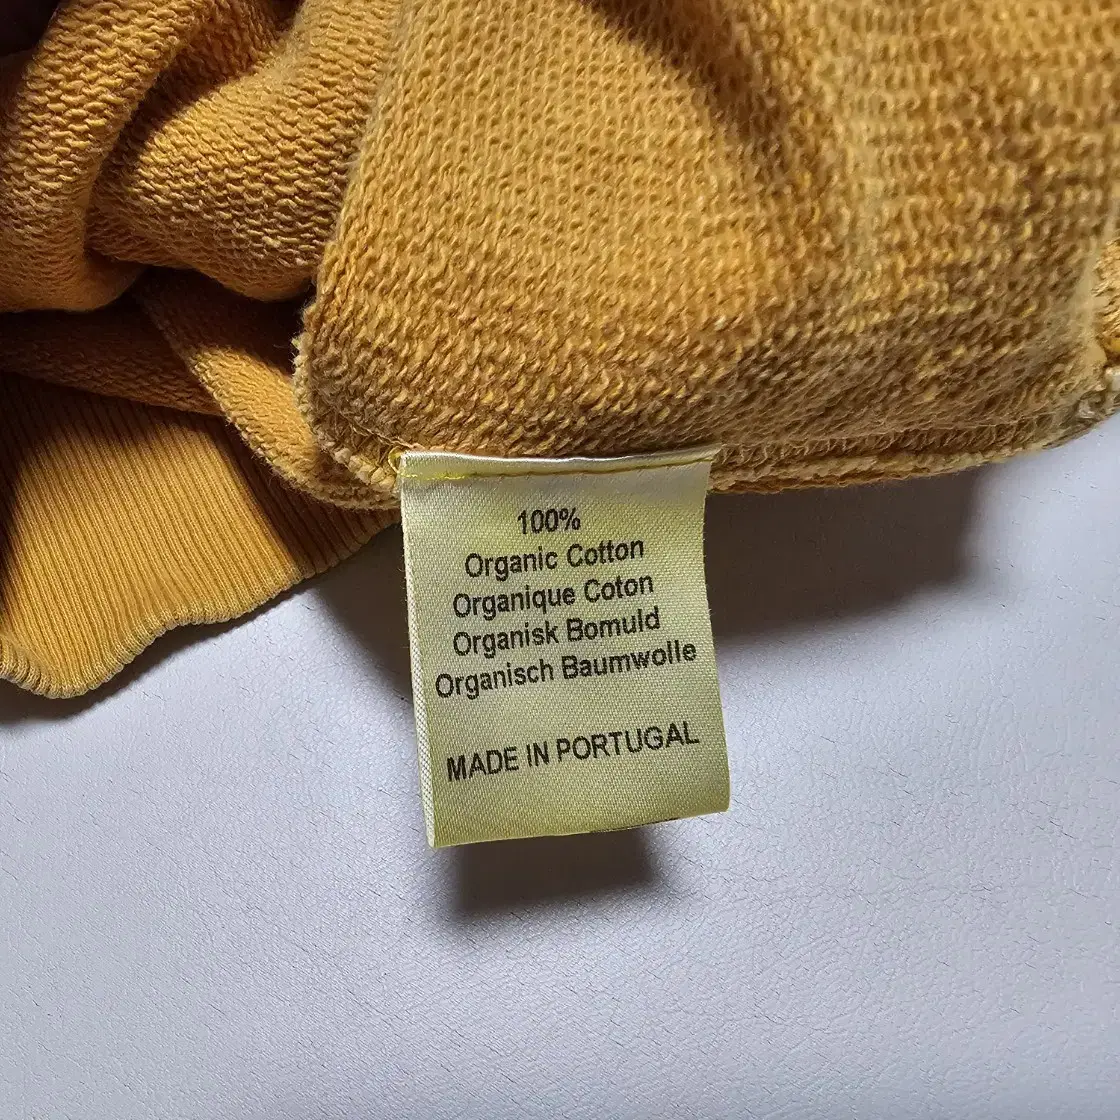 100%
Organic Cotton
Organique Coton
Organisk Bomuld
Organisch Baumwolle
MADE IN PORTUGAL